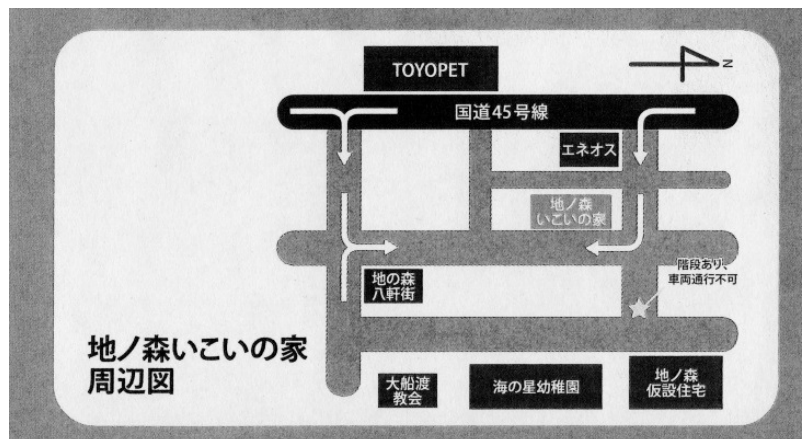 TOYOPET
N
国道45号線
エネオス
地ノ森
いこいの家
階段あり、
車両通行不可
地の森
八軒街
地ノ森いこいの家
周辺図
大船渡
教会
海の星幼稚園
地ノ森
仮設住宅